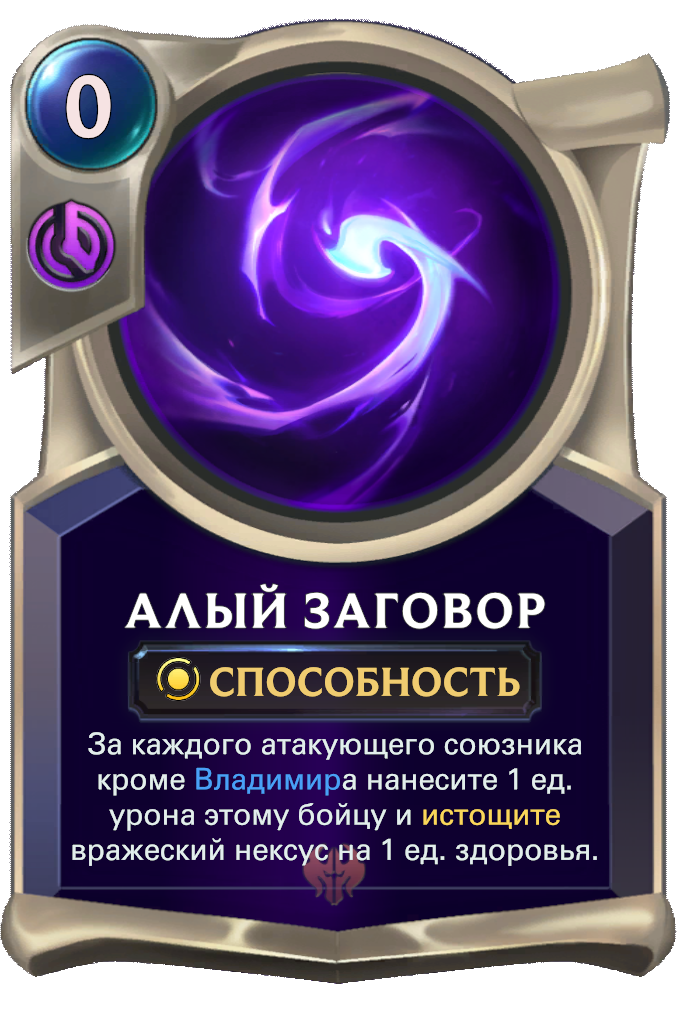 0
АЛЫЙ ЗАГОВОР
СПОСОБНОСТЬ
За каждого атакующего союзника
кроме Владимира нанесите 1 ед.
урона этому бойцу и истощите
вражеский нексус на 1 ед. здоровья.